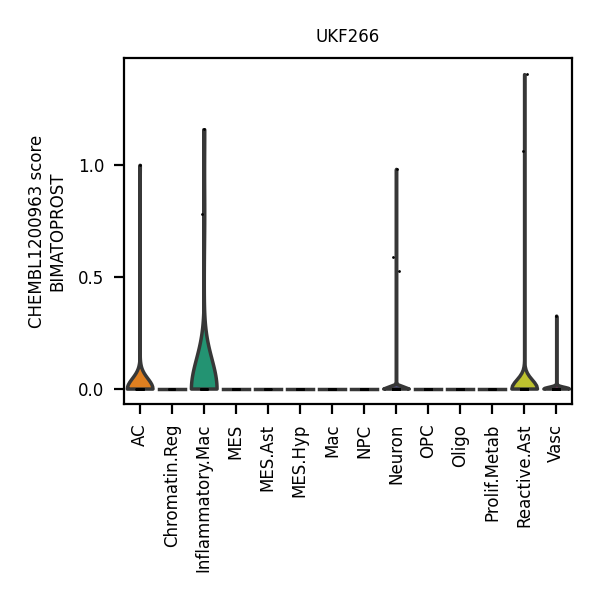 UKF266
CHEMBL1200963 score
BIMATOPROST
1.0
0.5
0.0
AC
Chromatin.Reg
Inflammatory.Mac
MES
MES.Ast
MES.Hyp
Mac
NPC
Neuron
OPC
Oligo
Prolif.Metab
Reactive.Ast
Vasc